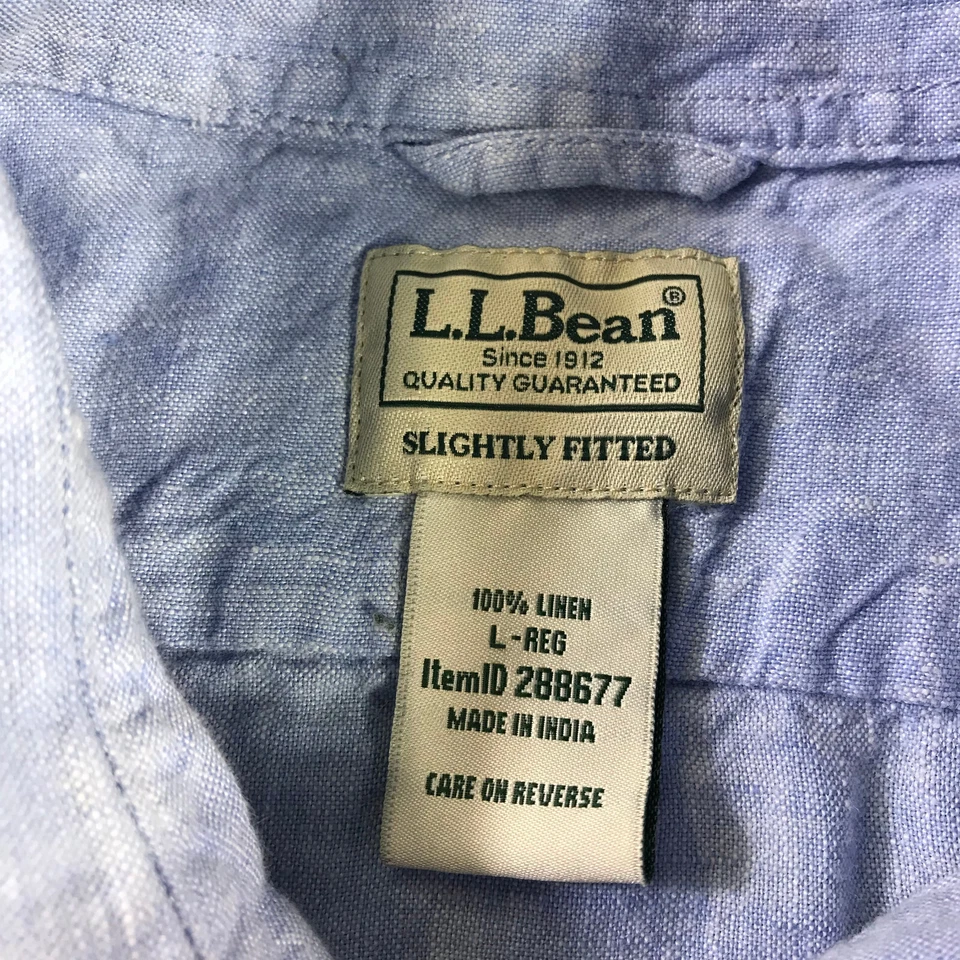 L.L.Bean®
Since 1912
QUALITY GUARANTEED
SLIGHTLY FITTED
100% LINEN
L-REG
ItemID 288677
MADE IN INDIA
CARE ON REVERSE